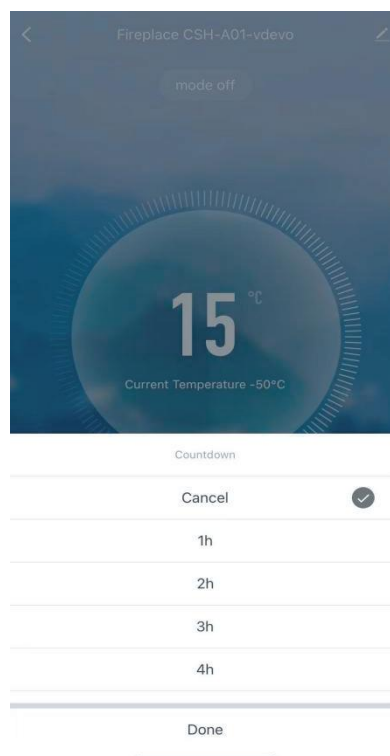 Fireplace CSH-A01-vdevo
mode off
15 °C
Current Temperature -50°C
Countdown
Cancel
1h
2h
3h
4h
Done